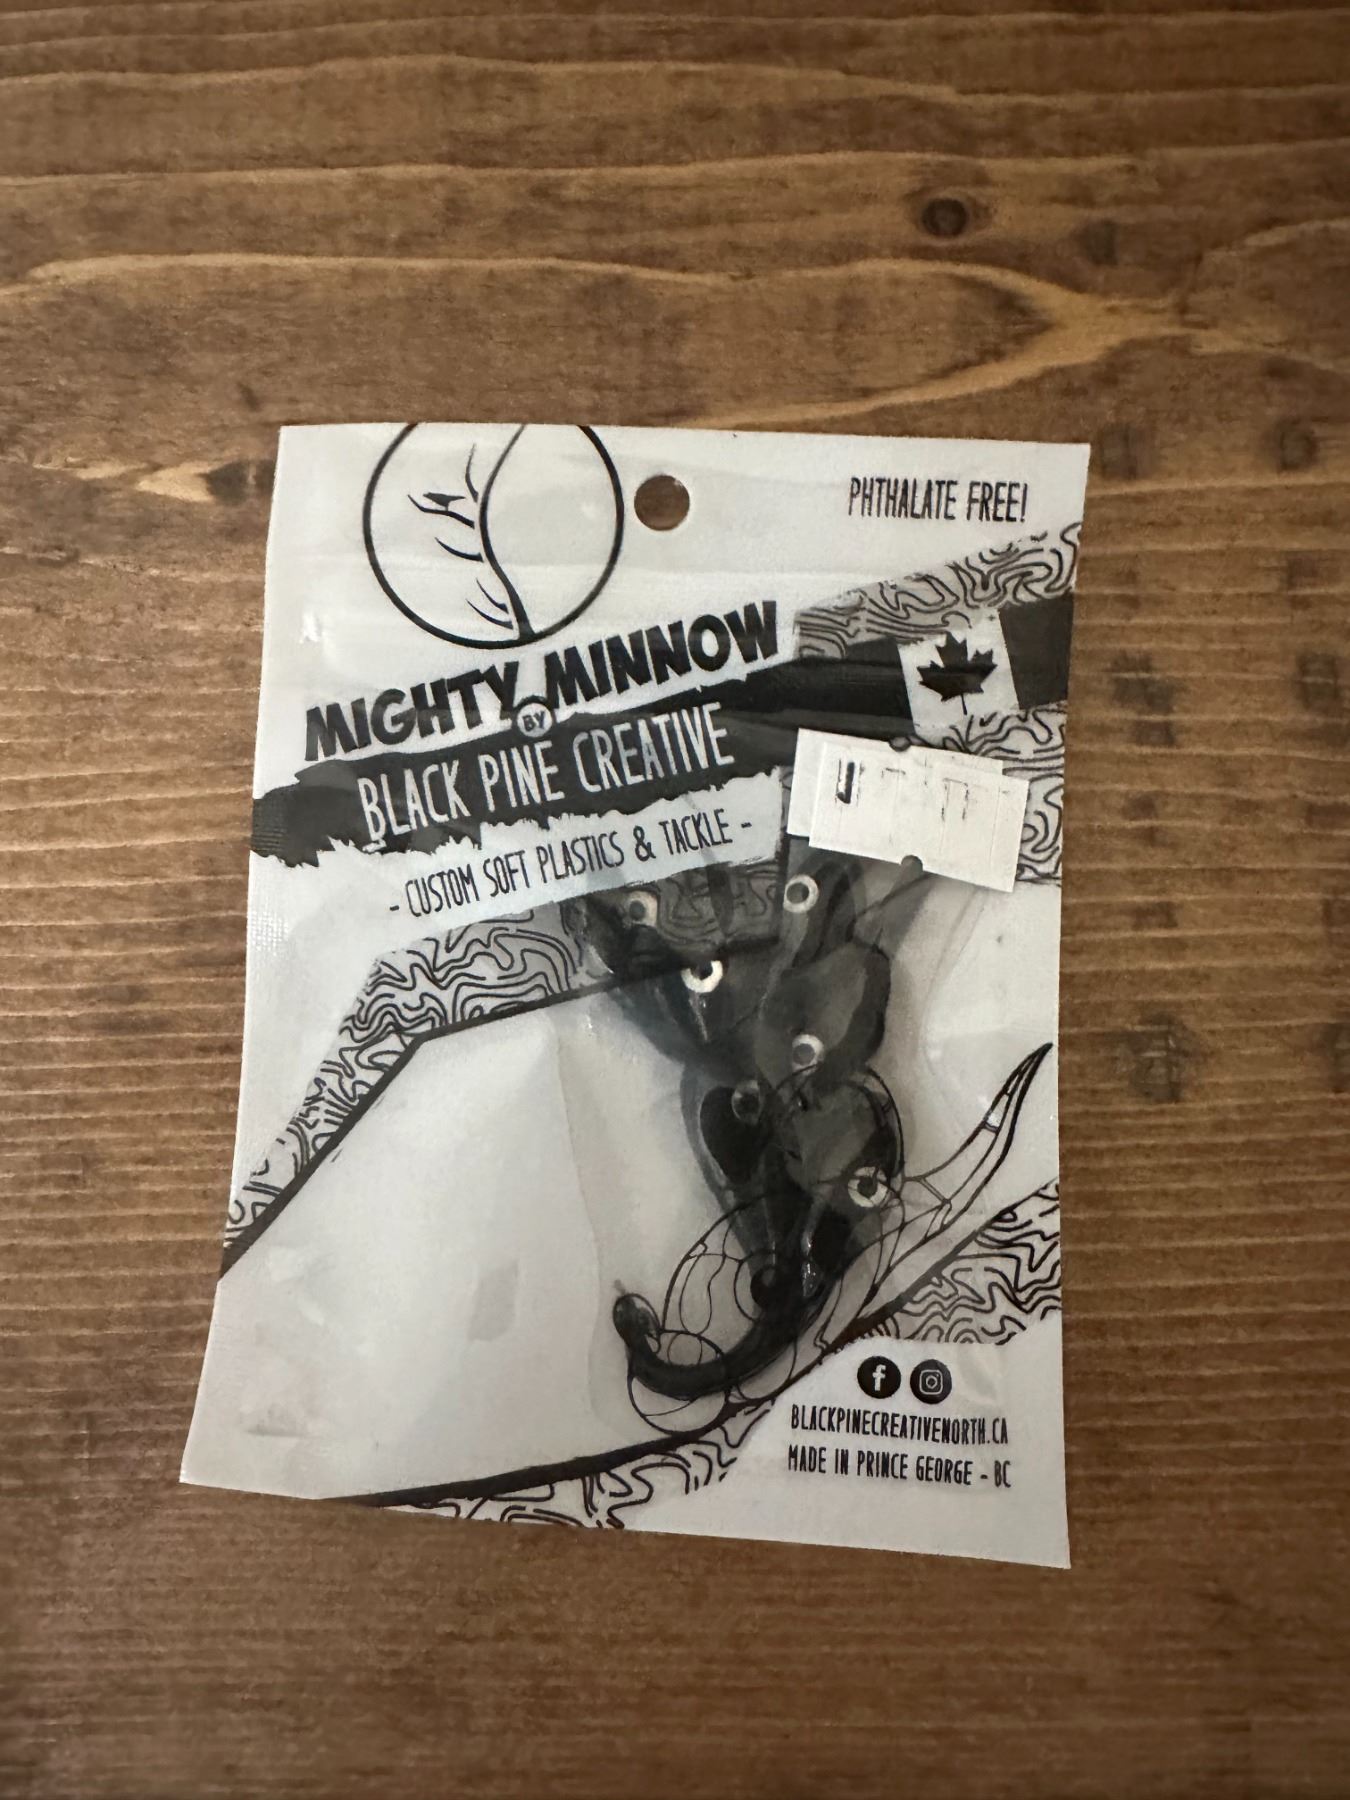 PHTHALATE FREE!
MIGHTY MINNOW
BY
BLACK PINE CREATIVE
- CUSTOM SOFT PLASTICS & TACKLE -
BLACKPINECREATIVENORTH.CA
MADE IN PRINCE GEORGE - BC